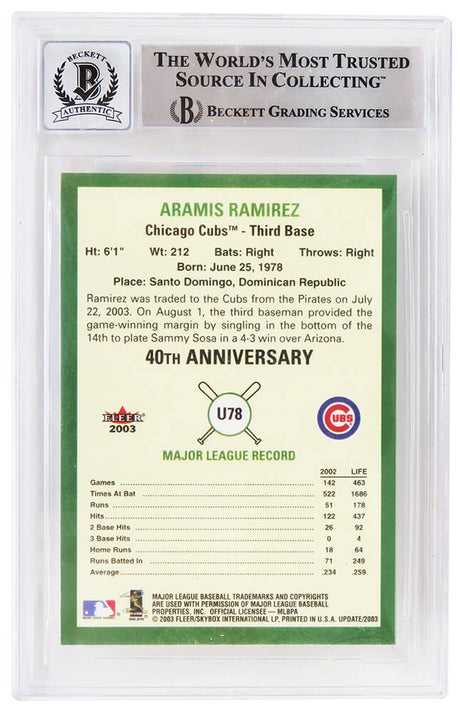 BECKETT
B
AUTHENTIC
THE WORLD'S MOST TRUSTED
SOURCE IN COLLECTING™
B BECKETT GRADING SERVICES
ARAMIS RAMIREZ
Chicago Cubs™ - Third Base
Ht: 6'1" Wt: 212 Bats: Right Throws: Right
Born: June 25, 1978
Place: Santo Domingo, Dominican Republic
Ramirez was traded to the Cubs from the Pirates on July
22, 2003. On August 1, the third baseman provided the
game-winning margin by singling in the bottom of the
14th to plate Sammy Sosa in a 4-3 win over Arizona.
40TH ANNIVERSARY
FLEER
2003
U78
CUBS
MAJOR LEAGUE RECORD
2002 LIFE
Games 142 463
Times At Bat 522 1686
Runs 51 178
Hits 122 437
2 Base Hits 26 92
3 Base Hits 0 4
Home Runs 18 64
Runs Batted In 71 249
Average .234 .259
MAJOR LEAGUE BASEBALL TRADEMARKS AND COPYRIGHTS
ARE USED WITH PERMISSION OF MAJOR LEAGUE BASEBALL
PROPERTIES, INC. OFFICIAL LICENSEE — MLBPA
© 2003 FLEER/SKYBOX INTERNATIONAL LP, PRINTED IN U.S.A. UPDATE/2003